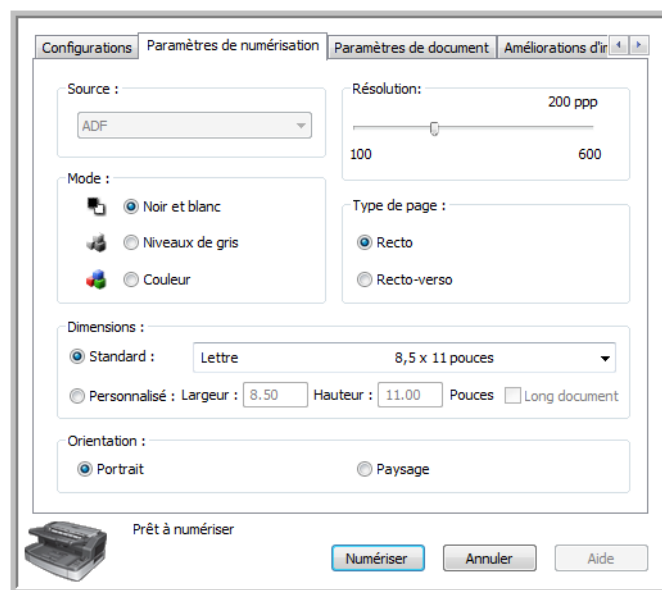 Configurations Paramètres de numérisation Paramètres de document Améliorations d'in
Source :
ADF
Résolution:
200 ppp
100 600
Mode :
Noir et blanc
Niveaux de gris
Couleur
Type de page :
Recto
Recto-verso
Dimensions :
Standard : Lettre 8,5 x 11 pouces
Personnalisé : Largeur : 8.50 Hauteur : 11.00 Pouces Long document
Orientation :
Portrait Paysage
Prêt à numériser
Numériser Annuler Aide